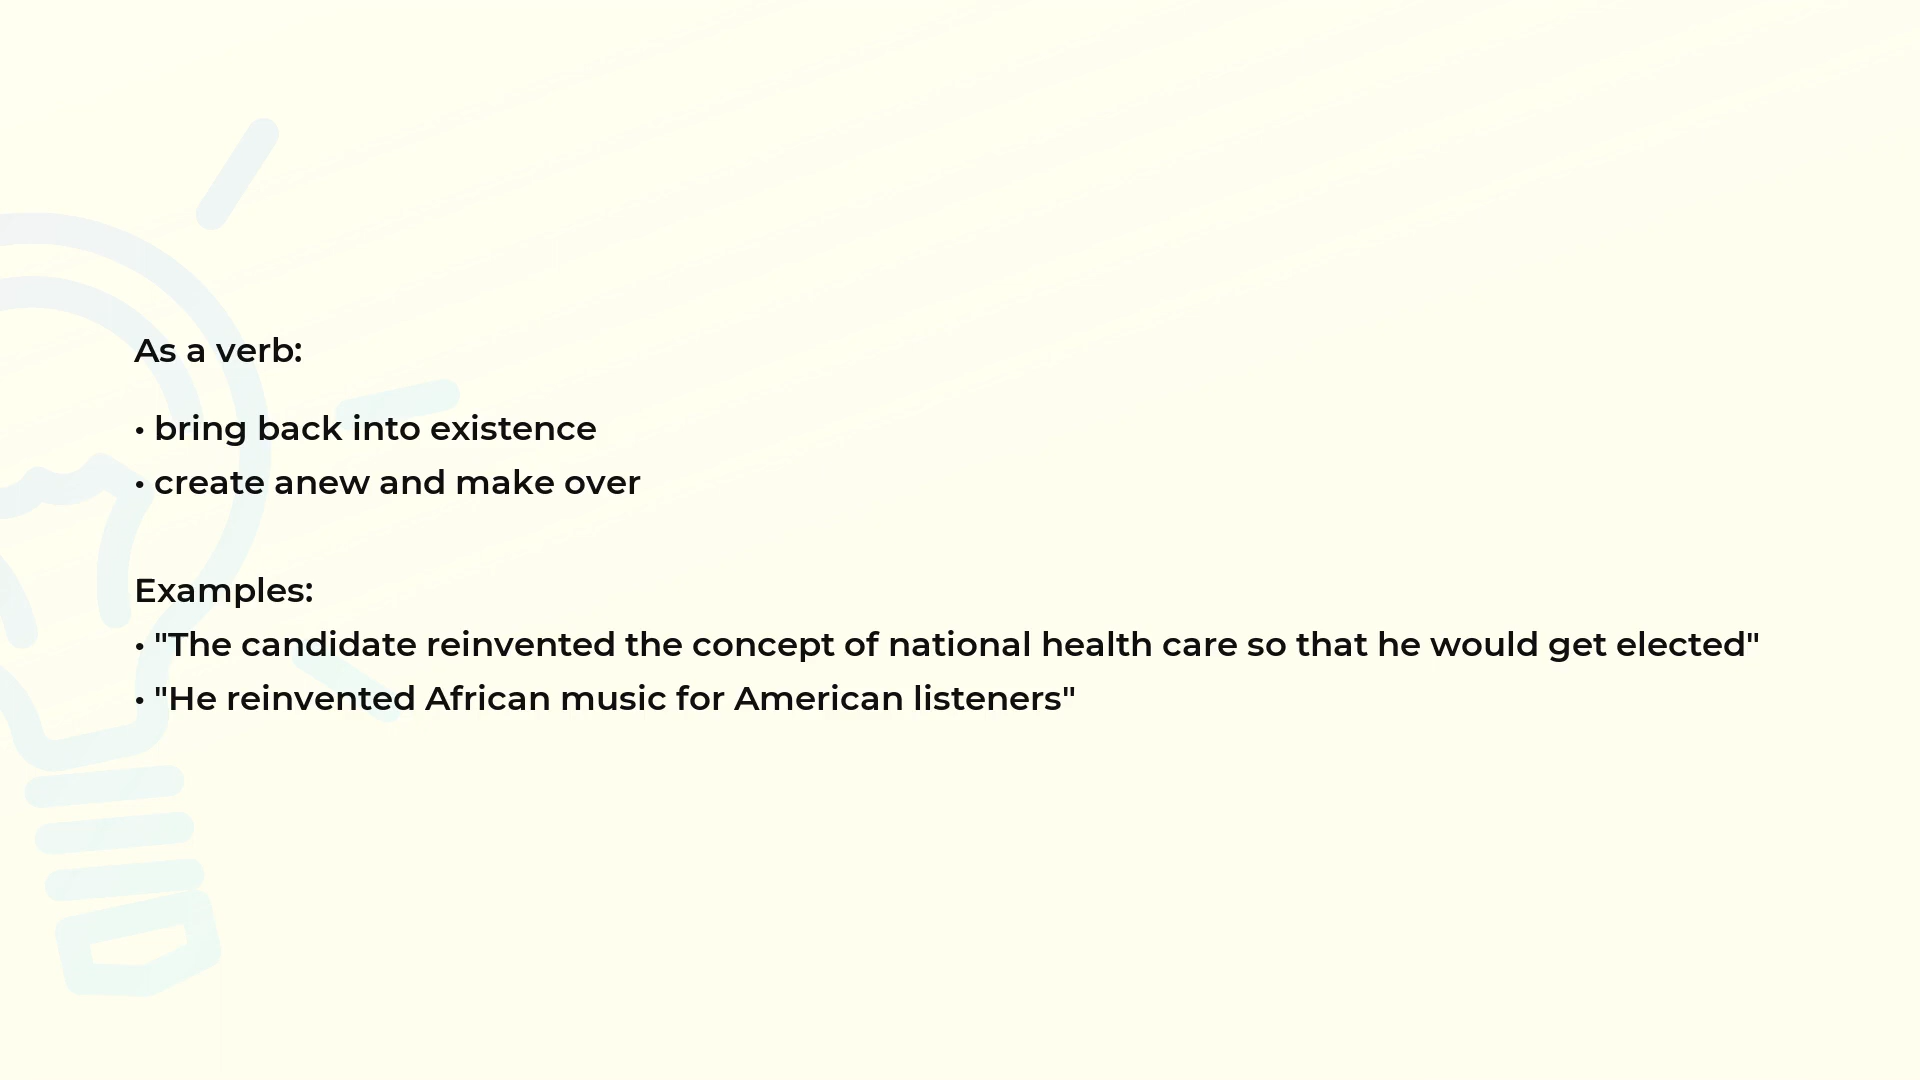 As a verb:
• bring back into existence
• create anew and make over
Examples:
• "The candidate reinvented the concept of national health care so that he would get elected"
• "He reinvented African music for American listeners"